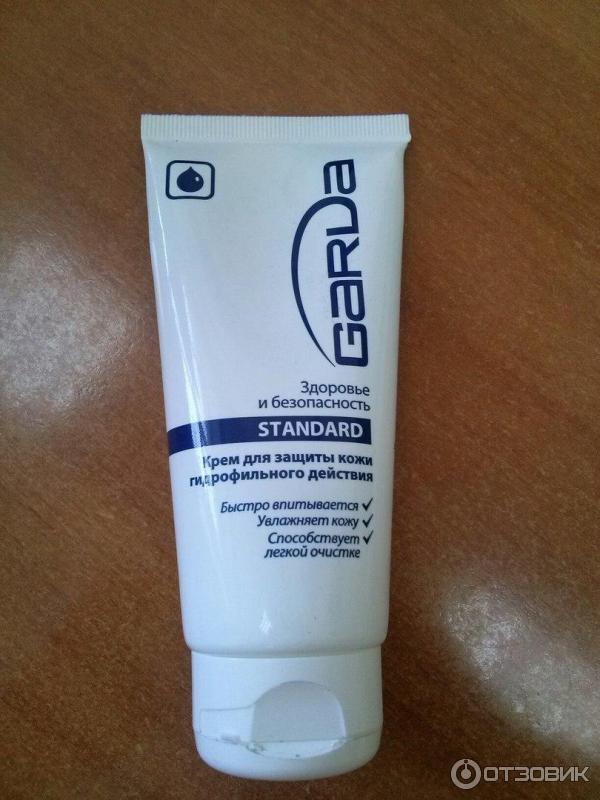 GARDA
Здоровье
и безопасность
STANDARD
Крем для защиты кожи
гидрофильного действия
Быстро впитывается ✓
Увлажняет кожу ✓
Способствует ✓
легкой очистке
ОТЗОВИК